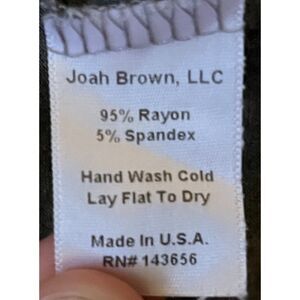 Joah Brown, LLC
95% Rayon
5% Spandex
Hand Wash Cold
Lay Flat To Dry
Made In U.S.A.
RN# 143656